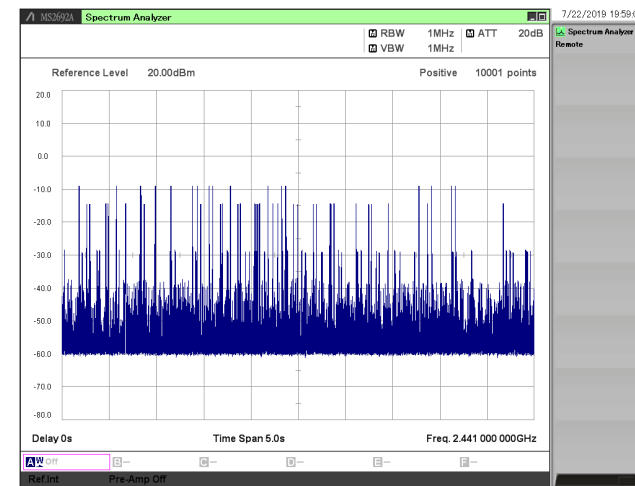 MS2692A Spectrum Analyzer
7/22/2019 19:59:
Spectrum Analyzer
Remote
M RBW 1MHz M ATT 20dB
M VBW 1MHz
Reference Level 20.00dBm Positive 10001 points
20.0
10.0
0.0
-10.0
-20.0
-30.0
-40.0
-50.0
-60.0
-70.0
-80.0
Delay 0s Time Span 5.0s Freq. 2.441 000 000GHz
A W Off B -- C -- D -- E -- F --
Ref.Int Pre-Amp Off